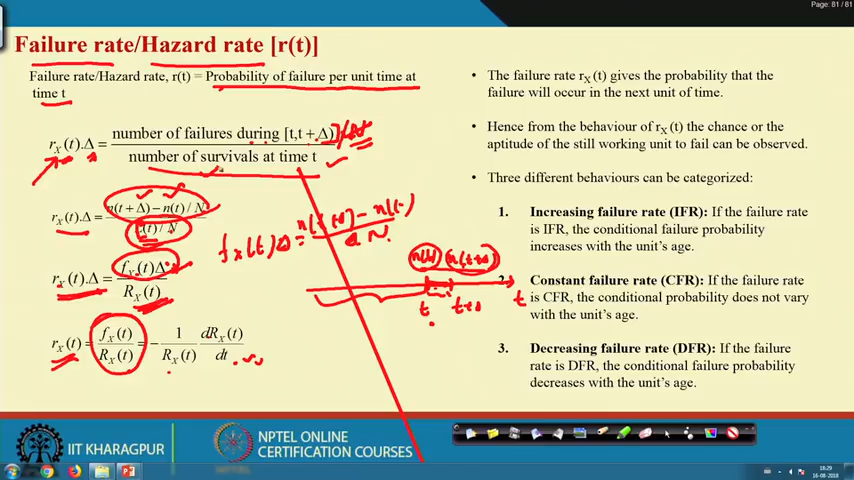 Page: 81 / 81
Failure rate/Hazard rate [r(t)]
Failure rate/Hazard rate, r(t) = Probability of failure per unit time at
time t
r_X(t).Δ = number of failures during [t,t + Δ) / number of survivals at time t
r_X(t).Δ = n(t + Δ) − n(t) / N
/ N
f_X(t)Δ = n(t+Δ) − n(t) / N
n(t) n(t+Δ)
t t+Δ t
r_X(t).Δ = f_X(t)Δ / R_X(t)
r_X(t) = f_X(t) / R_X(t) = − 1 / R_X(t) dR_X(t) / dt
• The failure rate r_X(t) gives the probability that the
failure will occur in the next unit of time.
• Hence from the behaviour of r_X(t) the chance or the
aptitude of the still working unit to fail can be observed.
• Three different behaviours can be categorized:
1. Increasing failure rate (IFR): If the failure rate
is IFR, the conditional failure probability
increases with the unit's age.
2. Constant failure rate (CFR): If the failure rate
is CFR, the conditional probability does not vary
with the unit's age.
3. Decreasing failure rate (DFR): If the failure
rate is DFR, the conditional failure probability
decreases with the unit's age.
IIT KHARAGPUR
NPTEL ONLINE
CERTIFICATION COURSES
18:29
16-08-2018